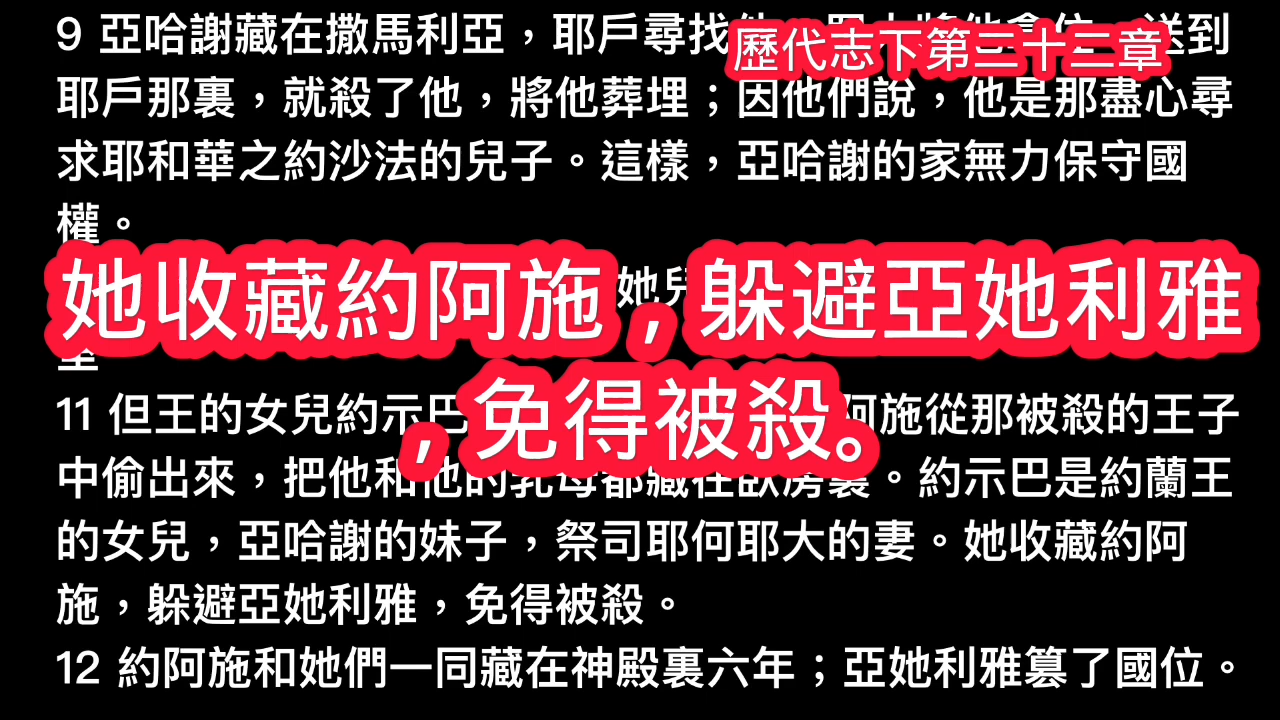 9 亞哈謝藏在撒馬利亞，耶戶尋找
送到
歷代志下第三十三章
耶戶那裏，就殺了他，將他葬埋；因他們說，他是那盡心尋
求耶和華之約沙法的兒子。這樣，亞哈謝的家無力保守國
權。
她收藏約阿施，躲避亞她利雅
她兒
，免得被殺。
11 但王的女兒約示巴
阿施從那被殺的王子
中偷出來，把他和他的乳母都藏在臥房裏。約示巴是約蘭王
的女兒，亞哈謝的妹子，祭司耶何耶大的妻。她收藏約阿
施，躲避亞她利雅，免得被殺。
12 約阿施和她們一同藏在神殿裏六年；亞她利雅篡了國位。